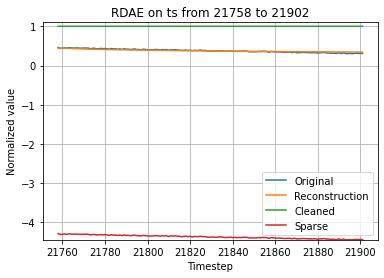 RDAE on ts from 21758 to 21902
1
0
−1
−2
−3
−4
Normalized value
Original
Reconstruction
Cleaned
Sparse
21760 21780 21800 21820 21840 21860 21880 21900
Timestep